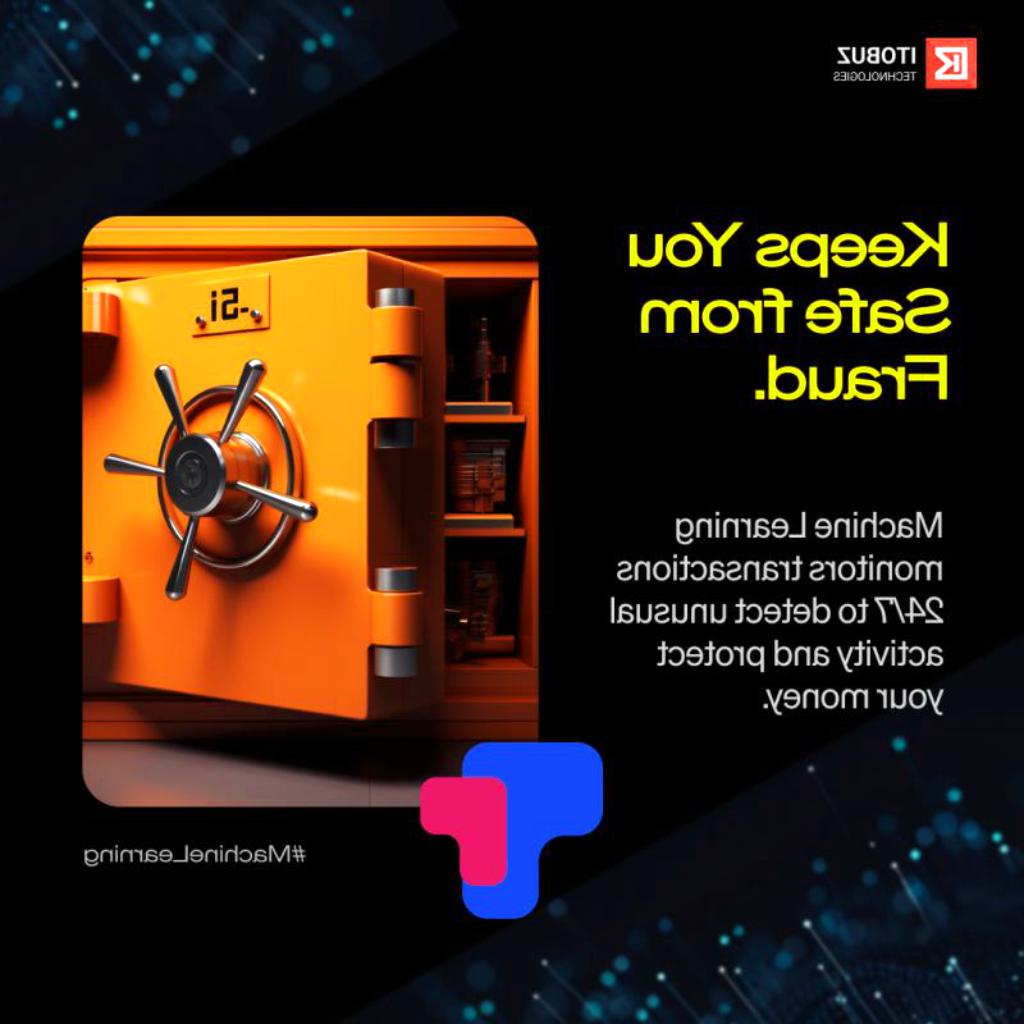 ITOBUZ
TECHNOLOGIES
Keeps You
Safe from
Fraud.
Machine Learning
monitors transactions
24/7 to detect unusual
activity and protect
your money.
#MachineLearning